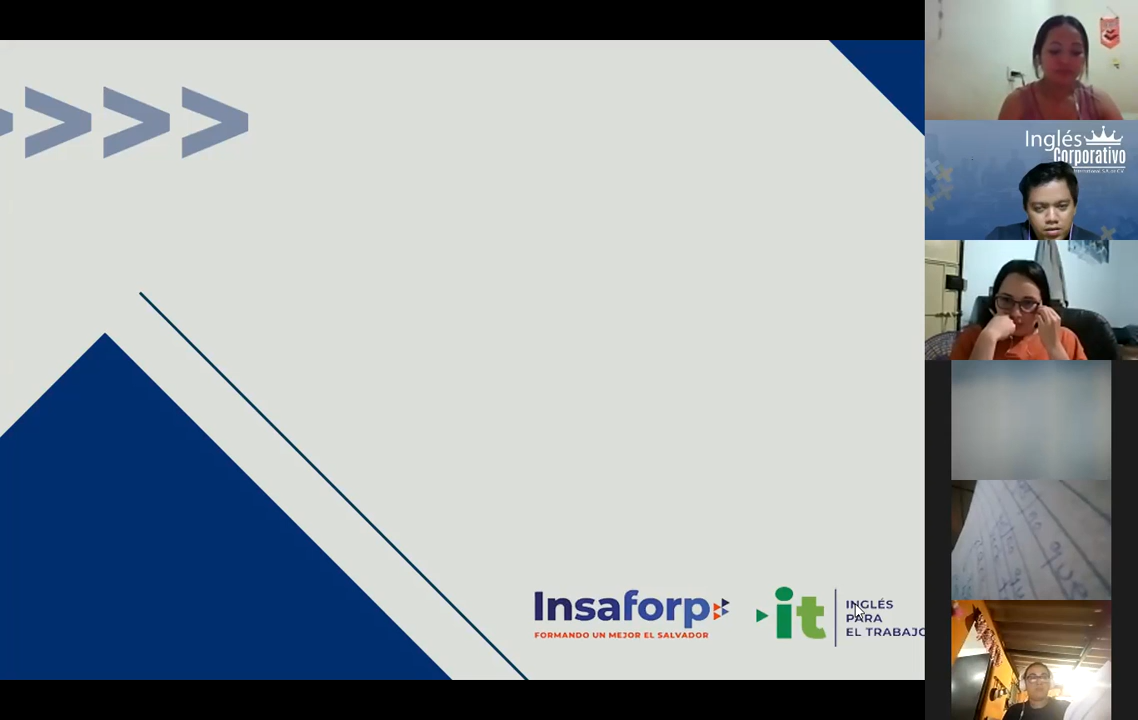 Inglés
Corporativo
Insaforp
FORMANDO UN MEJOR EL SALVADOR
it
INGLÉS
PARA
EL TRABAJO